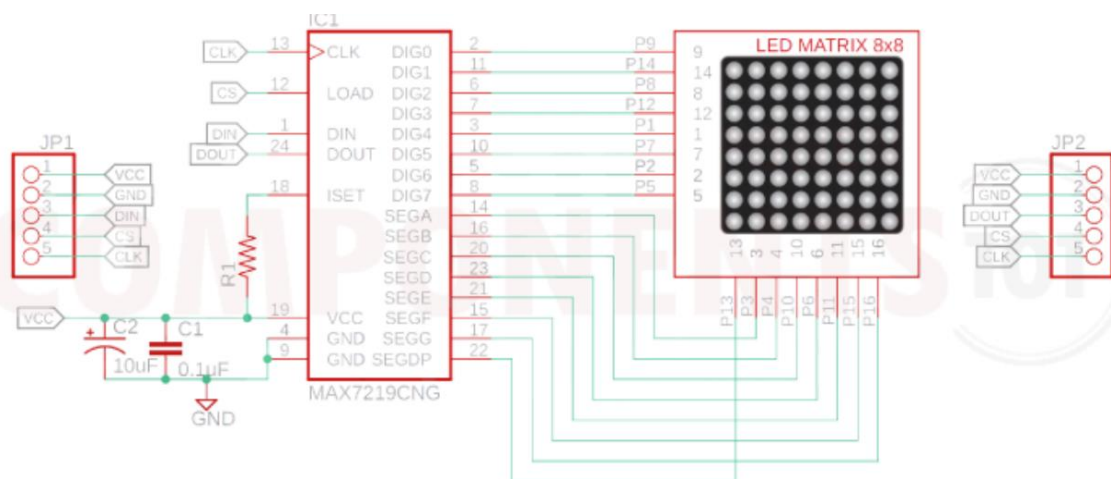 IC1
CLK 13 CLK DIG0 2 P9 9 LED MATRIX 8x8
DIG1 11 P14 14
CS 12 LOAD DIG2 6 P8 8
DIG3 7 P12 12
DIN 1 DIN DIG4 3 P1 1
DOUT 24 DOUT DIG5 10 P7 7
DIG6 5 P2 2
18 ISET DIG7 8 P5 5
SEGA 14
SEGB 16
SEGC 20
SEGD 23
SEGE 21
VCC 19 VCC SEGF 15
4 GND SEGG 17
9 GND SEGDP 22
MAX7219CNG
JP1
1 VCC
2 GND
3 DIN
4 CS
5 CLK
R1
C2
10uF
C1
0.1uF
GND
13 3 4 10 6 11 15 16
P13 P3 P4 P10 P6 P11 P15 P16
JP2
VCC 1
GND 2
DOUT 3
CS 4
CLK 5
COMPONENTS
101